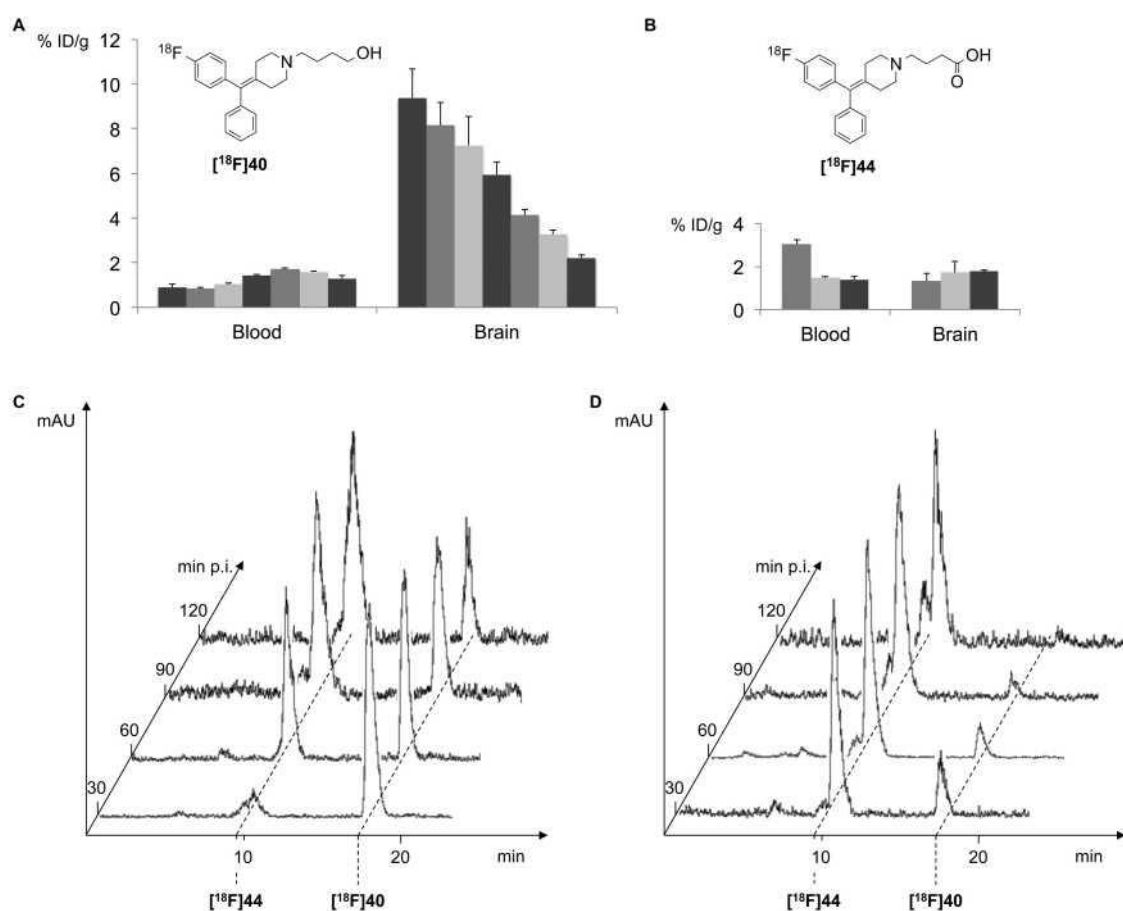 A
% ID/g
12
10
8
6
4
2
0
¹⁸F
N
OH
[¹⁸F]40
Blood
Brain
B
¹⁸F
N
OH
O
[¹⁸F]44
% ID/g
4
2
0
Blood
Brain
C
mAU
min p.i.
120
90
60
30
10
20
min
[¹⁸F]44
[¹⁸F]40
D
mAU
min p.i.
120
90
60
30
10
20
min
[¹⁸F]44
[¹⁸F]40